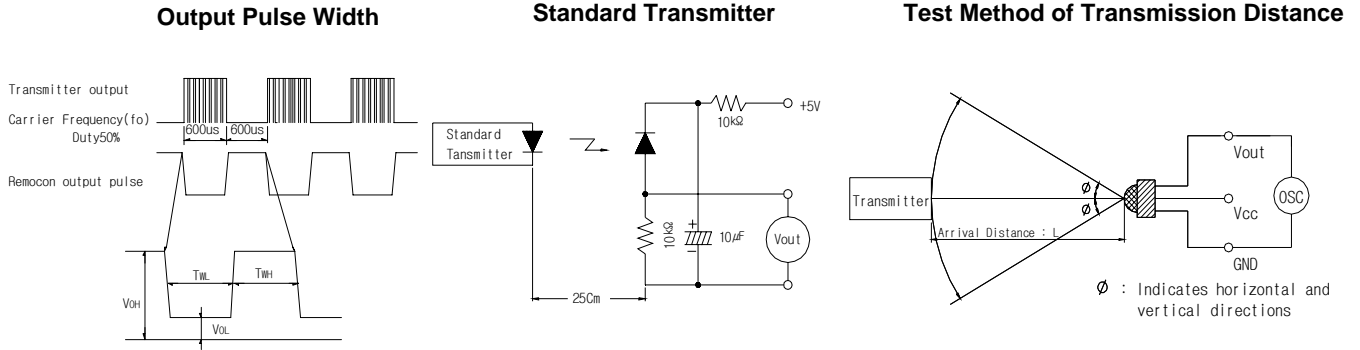 Output Pulse Width
Transmitter output
Carrier Frequency(fo)
Duty50%
600us
600us
Remocon output pulse
TWL
TWH
VOH
VOL
Standard Transmitter
Standard
Tansmitter
10kΩ
+5V
10kΩ
+
−
10㎌
Vout
25Cm
Test Method of Transmission Distance
Transmitter
ϕ
ϕ
Arrival Distance : L
Vout
Vcc
GND
OSC
ϕ : Indicates horizontal and
vertical directions